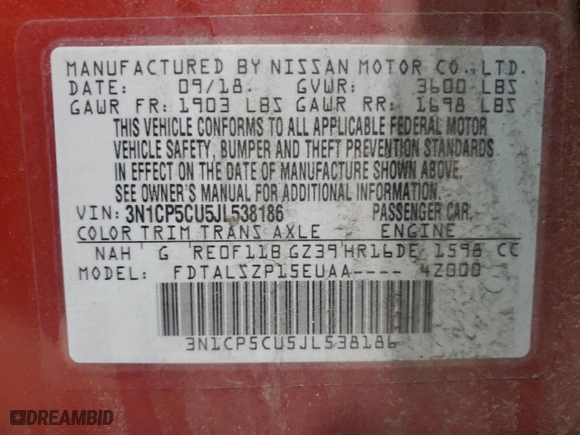 MANUFACTURED BY NISSAN MOTOR CO.,LTD.
DATE: 09/18. GVWR: 3600 LBS
GAWR FR: 1903 LBS GAWR RR: 1698 LBS
THIS VEHICLE CONFORMS TO ALL APPLICABLE FEDERAL MOTOR
VEHICLE SAFETY, BUMPER AND THEFT PREVENTION STANDARDS
IN EFFECT ON THE DATE OF MANUFACTURE SHOWN ABOVE.
SEE OWNER'S MANUAL FOR ADDITIONAL INFORMATION.
VIN: 3N1CP5CU5JL538186 PASSENGER CAR.
COLOR TRIM TRANS AXLE ENGINE
NAH G RE0F11B GZ39 HR16DE 1598 CC
MODEL: FDTALSZP15EUAA---- 4Z000
3N1CP5CU5JL538186
DREAMBID